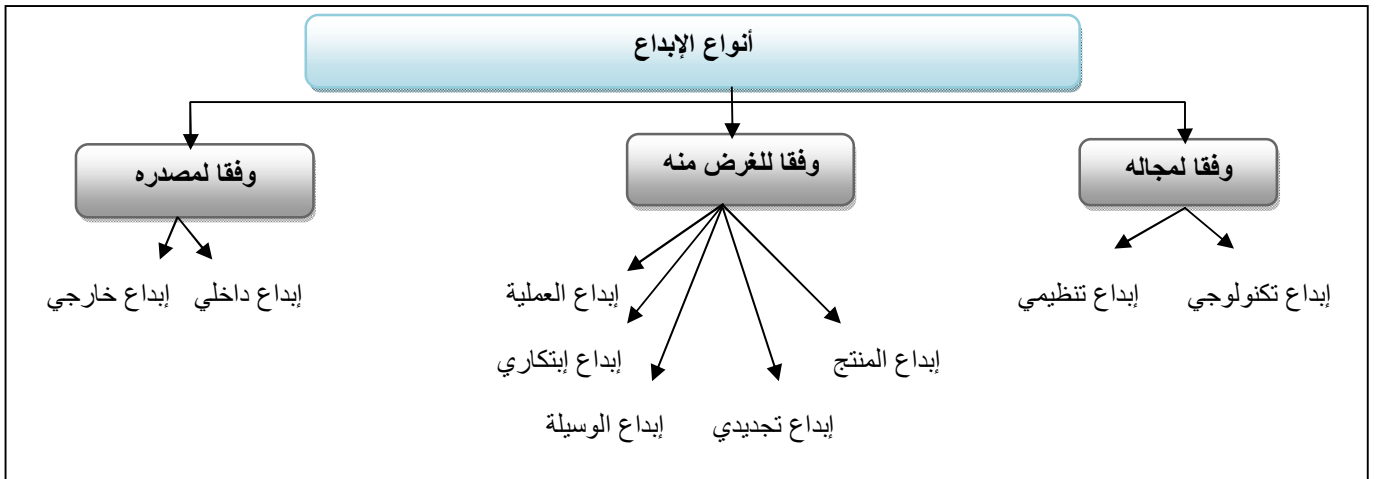 أنواع الإبداع
وفقا لمجاله
وفقا للغرض منه
وفقا لمصدره
إبداع تكنولوجي
إبداع تنظيمي
إبداع العملية
إبداع داخلي
إبداع خارجي
إبداع المنتج
إبداع إبتكاري
إبداع تجديدي
إبداع الوسيلة